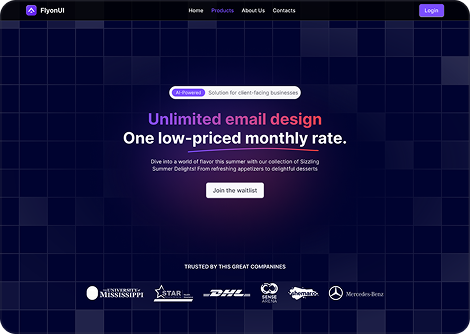 FlyonUI
Home Products About Us Contacts
Login
AI-Powered Solution for client-facing businesses
Unlimited email design
One low-priced monthly rate.
Dive into a world of flavor this summer with our collection of Sizzling
Summer Delights! From refreshing appetizers to delightful desserts
Join the waitlist
TRUSTED BY THIS GREAT COMPANINES
THE UNIVERSITY OF
MISSISSIPPI
STAR
DHL
SENSE
ARENA
shemaroo
Mercedes-Benz